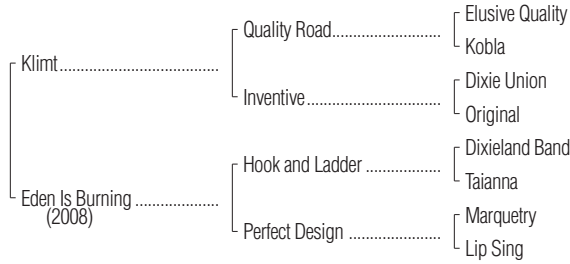 Elusive Quality
Quality Road
Kobla
Klimt
Dixie Union
Inventive
Original
Dixieland Band
Hook and Ladder
Taianna
Eden Is Burning
(2008)
Marquetry
Perfect Design
Lip Sing